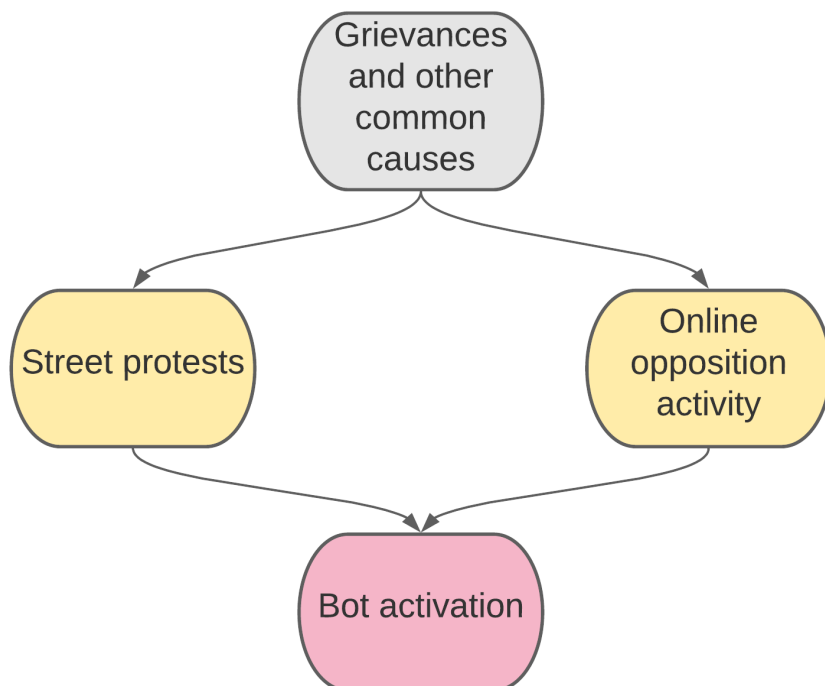 Grievances
and other
common
causes
Street protests
Online
opposition
activity
Bot activation